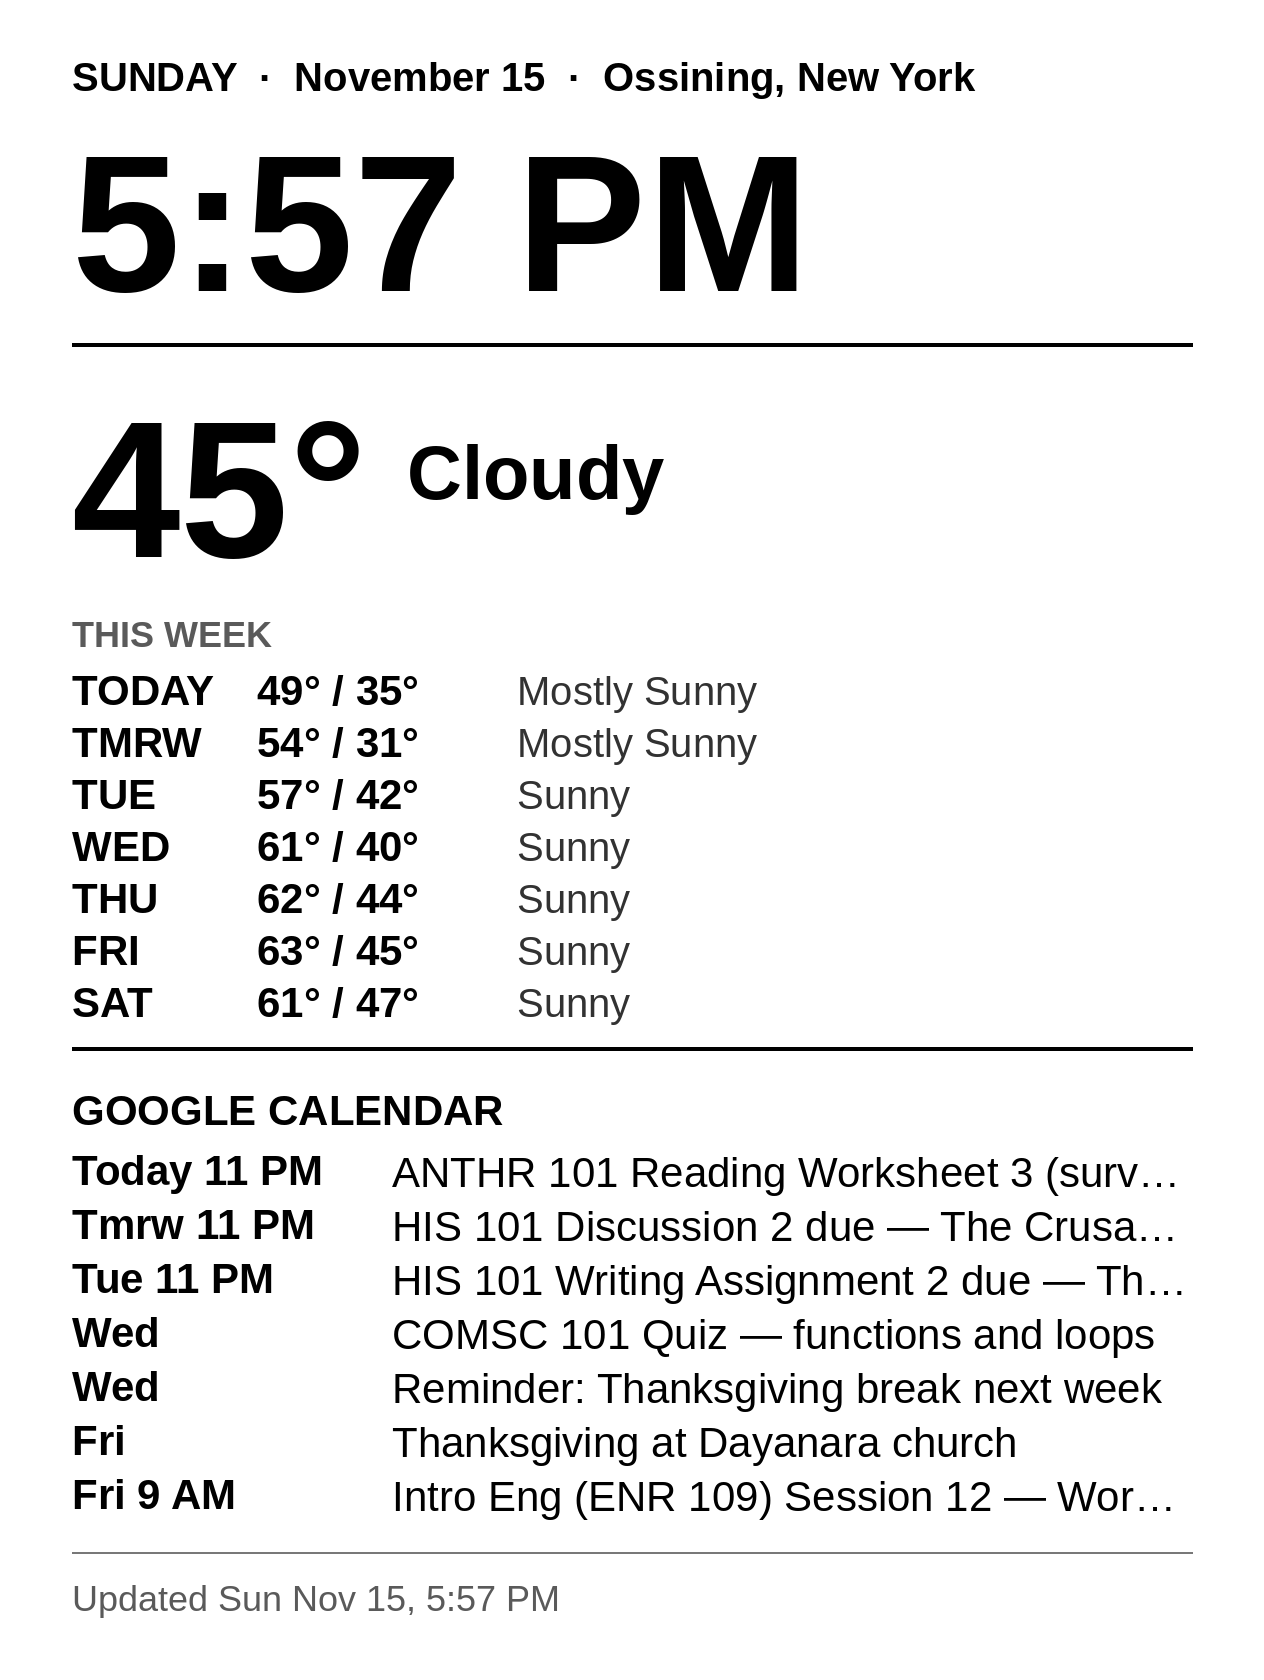 SUNDAY · November 15 · Ossining, New York
5:57 PM
45° Cloudy
THIS WEEK
TODAY 49° / 35° Mostly Sunny
TMRW 54° / 31° Mostly Sunny
TUE 57° / 42° Sunny
WED 61° / 40° Sunny
THU 62° / 44° Sunny
FRI 63° / 45° Sunny
SAT 61° / 47° Sunny
GOOGLE CALENDAR
Today 11 PM ANTHR 101 Reading Worksheet 3 (surv…
Tmrw 11 PM HIS 101 Discussion 2 due — The Crusa…
Tue 11 PM HIS 101 Writing Assignment 2 due — Th…
Wed COMSC 101 Quiz — functions and loops
Wed Reminder: Thanksgiving break next week
Fri Thanksgiving at Dayanara church
Fri 9 AM Intro Eng (ENR 109) Session 12 — Wor…
Updated Sun Nov 15, 5:57 PM